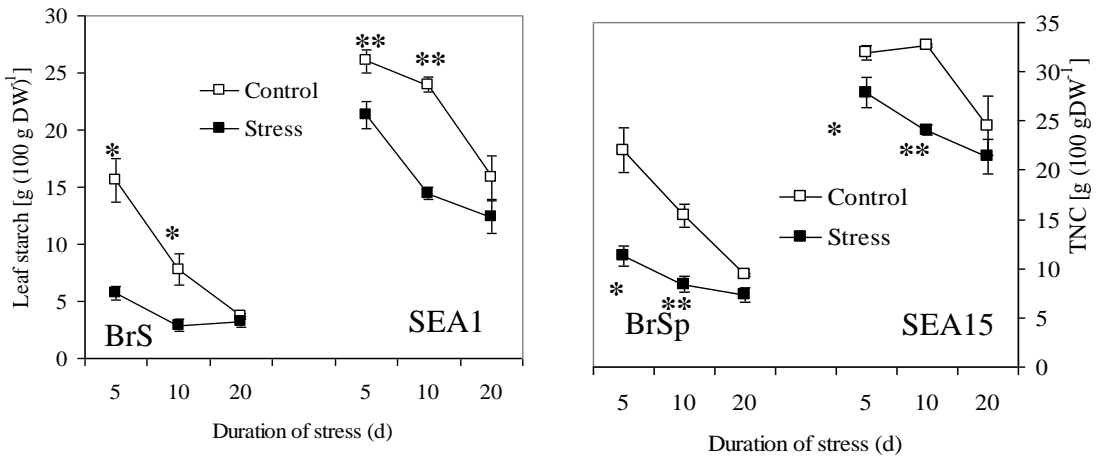 30
25
20
15
10
5
0
Leaf starch [g (100 g DW)-1]
** **
Control
Stress
*
*
BrS
SEA1
5 10 20 5 10 20
Duration of stress (d)
35
30
25
20
15
10
5
0
TNC [g (100 gDW-1]
* **
Control
Stress
* **
BrSp
SEA15
5 10 20 5 10 20
Duration of stress (d)